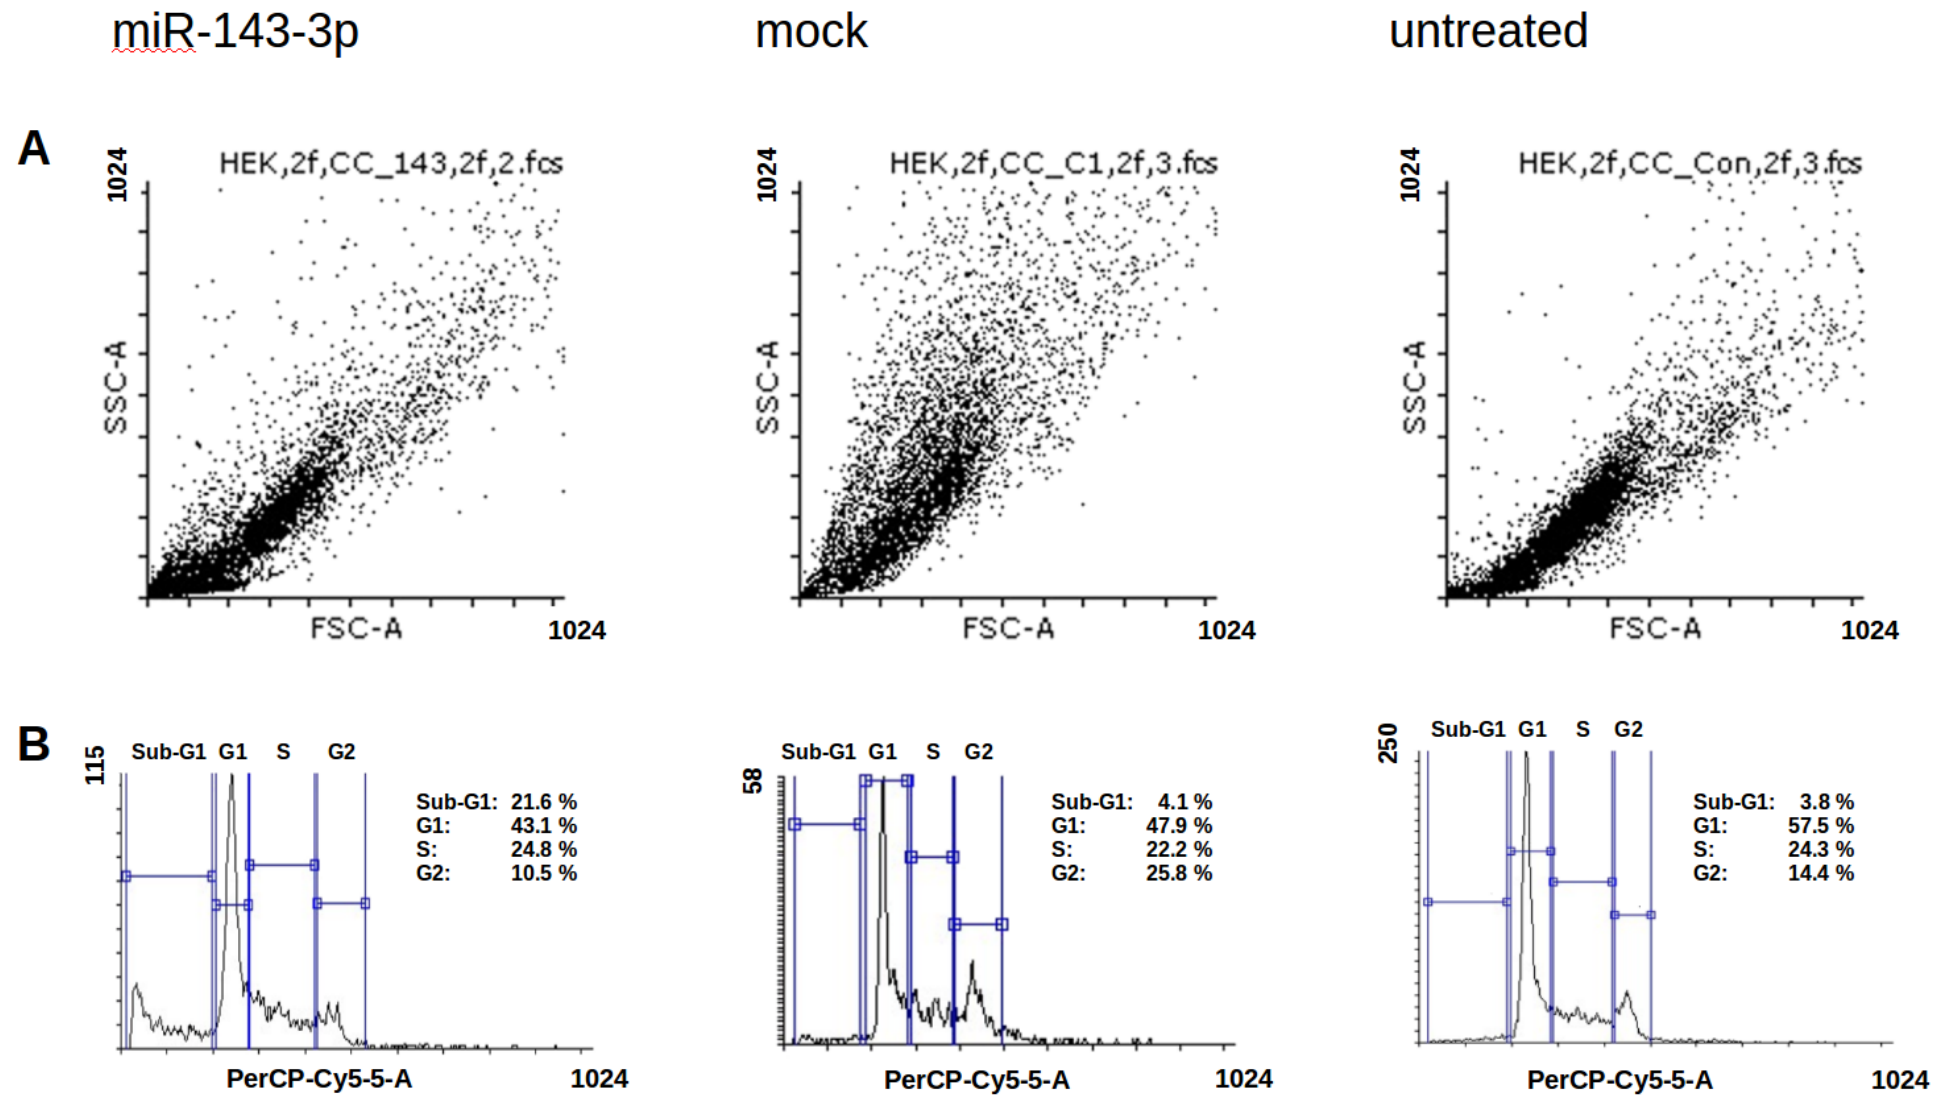 miR-143-3p
mock
untreated
A
1024
HEK,2f,CC_143,2f,2.fcs
SSC-A
FSC-A
1024
1024
HEK,2f,CC_C1,2f,3.fcs
SSC-A
FSC-A
1024
1024
HEK,2f,CC_Con,2f,3.fcs
SSC-A
FSC-A
1024
B
115
Sub-G1 G1 S G2
Sub-G1: 21.6 %
G1: 43.1 %
S: 24.8 %
G2: 10.5 %
PerCP-Cy5-5-A
1024
58
Sub-G1 G1 S G2
Sub-G1: 4.1 %
G1: 47.9 %
S: 22.2 %
G2: 25.8 %
PerCP-Cy5-5-A
1024
250
Sub-G1 G1 S G2
Sub-G1: 3.8 %
G1: 57.5 %
S: 24.3 %
G2: 14.4 %
PerCP-Cy5-5-A
1024